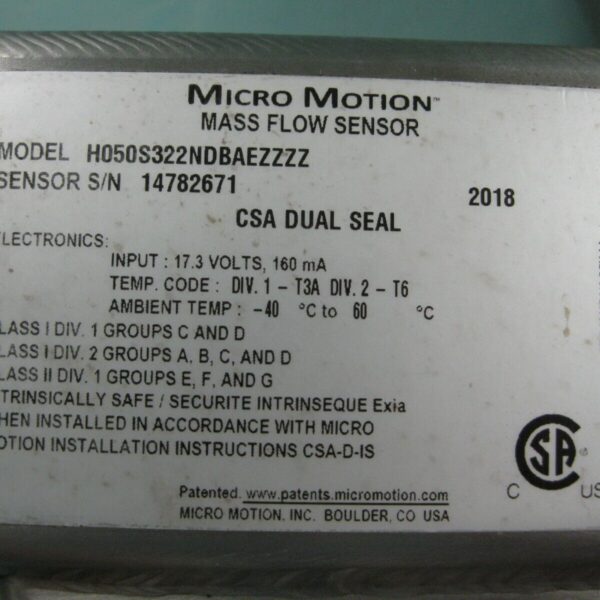 MICRO MOTION™
MASS FLOW SENSOR
MODEL H050S322NDBAEZZZZ
SENSOR S/N 14782671
2018
CSA DUAL SEAL
ELECTRONICS:
INPUT : 17.3 VOLTS, 160 mA
TEMP. CODE : DIV. 1 - T3A DIV. 2 - T6
AMBIENT TEMP : -40 °C to 60 °C
LASS I DIV. 1 GROUPS C AND D
LASS I DIV. 2 GROUPS A, B, C, AND D
LASS II DIV. 1 GROUPS E, F, AND G
NTRINSICALLY SAFE / SECURITE INTRINSEQUE Exia
HEN INSTALLED IN ACCORDANCE WITH MICRO
OTION INSTALLATION INSTRUCTIONS CSA-D-IS
CSA®
C US
Patented. www.patents.micromotion.com
MICRO MOTION. INC. BOULDER, CO USA